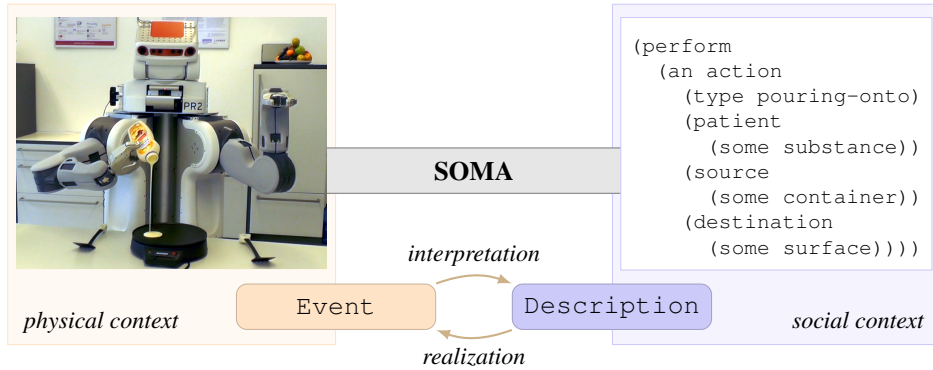 PR2
SOMA
(perform
(an action
(type pouring-onto)
(patient
(some substance))
(source
(some container))
(destination
(some surface))))
interpretation
Event
Description
physical context
social context
realization